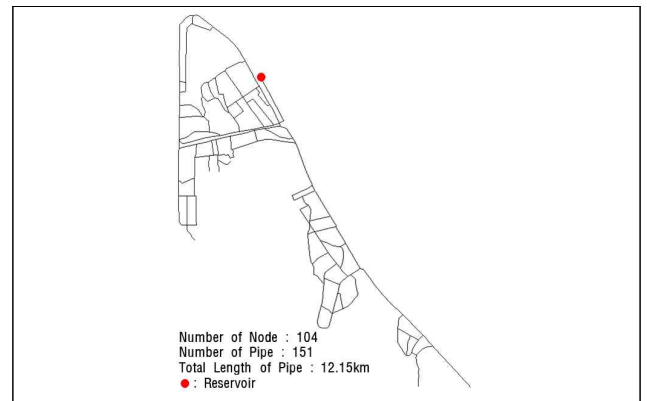 Number of Node : 104
Number of Pipe : 151
Total Length of Pipe : 12.15km
: Reservoir